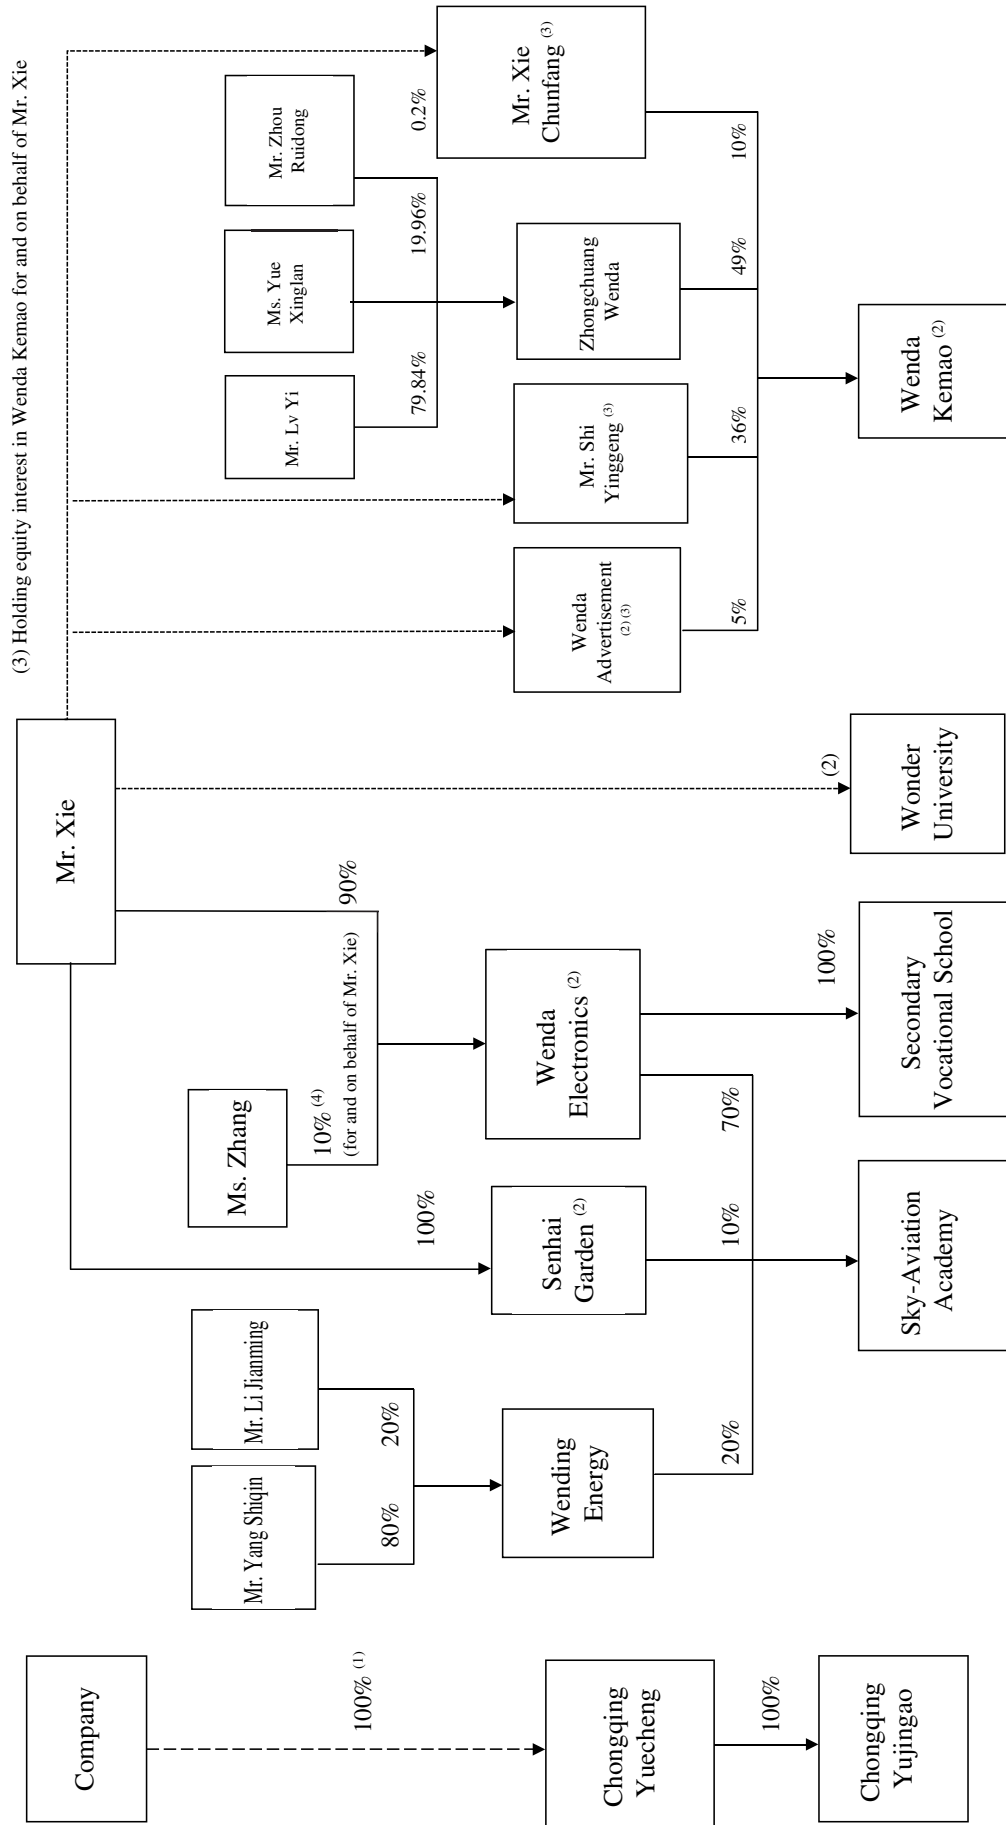 (3) Holding equity interest in Wenda Kemao for and on behalf of Mr. Xie
Company
Mr. Xie
Mr. Yang Shiqin
Mr. Li Jianming
Ms. Zhang
Mr. Lv Yi
Ms. Yue
Xinglan
Mr. Zhou
Ruidong
100% (1)
80%
20%
100%
10% (4)
(for and on behalf of Mr. Xie)
90%
79.84%
19.96%
0.2%
Chongqing
Yuecheng
Wending
Energy
Senhai
Garden (2)
Wenda
Electronics (2)
Wenda
Advertisement
(2) (3)
Mr. Shi
Yinggeng (3)
Zhongchuang
Wenda
Mr. Xie
Chunfang (3)
100%
20%
10%
70%
100%
(2)
5%
36%
49%
10%
Chongqing
Yujingao
Sky-Aviation
Academy
Secondary
Vocational School
Wonder
University
Wenda
Kemao (2)